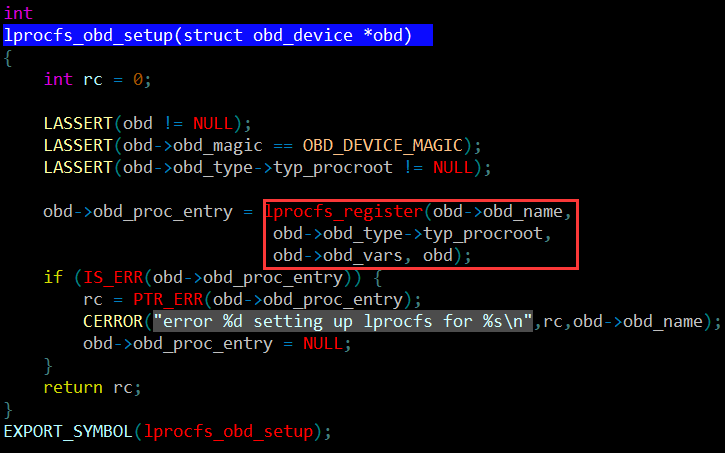 int
lprocfs_obd_setup(struct obd_device *obd)
{
    int rc = 0;

    LASSERT(obd != NULL);
    LASSERT(obd->obd_magic == OBD_DEVICE_MAGIC);
    LASSERT(obd->obd_type->typ_procroot != NULL);

    obd->obd_proc_entry = lprocfs_register(obd->obd_name,
                           obd->obd_type->typ_procroot,
                           obd->obd_vars, obd);
    if (IS_ERR(obd->obd_proc_entry)) {
        rc = PTR_ERR(obd->obd_proc_entry);
        CERROR("error %d setting up lprocfs for %s\n",rc,obd->obd_name);
        obd->obd_proc_entry = NULL;
    }
    return rc;
}
EXPORT_SYMBOL(lprocfs_obd_setup);